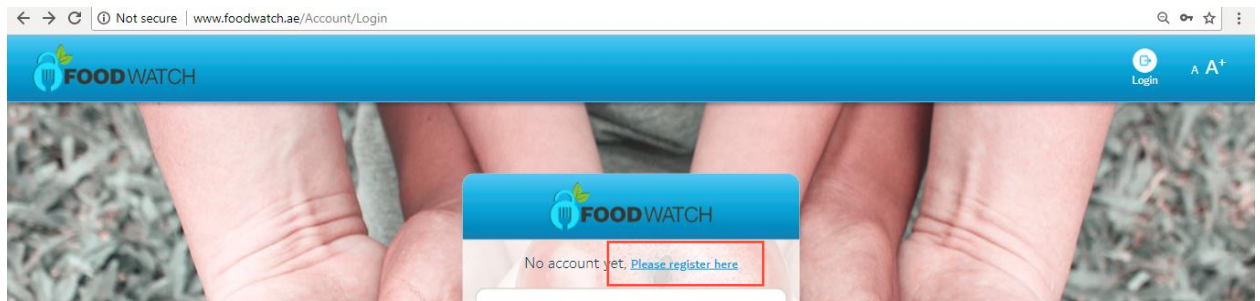 Not secure | www.foodwatch.ae/Account/Login
FOODWATCH
Login
A A+
FOODWATCH
No account yet, Please register here